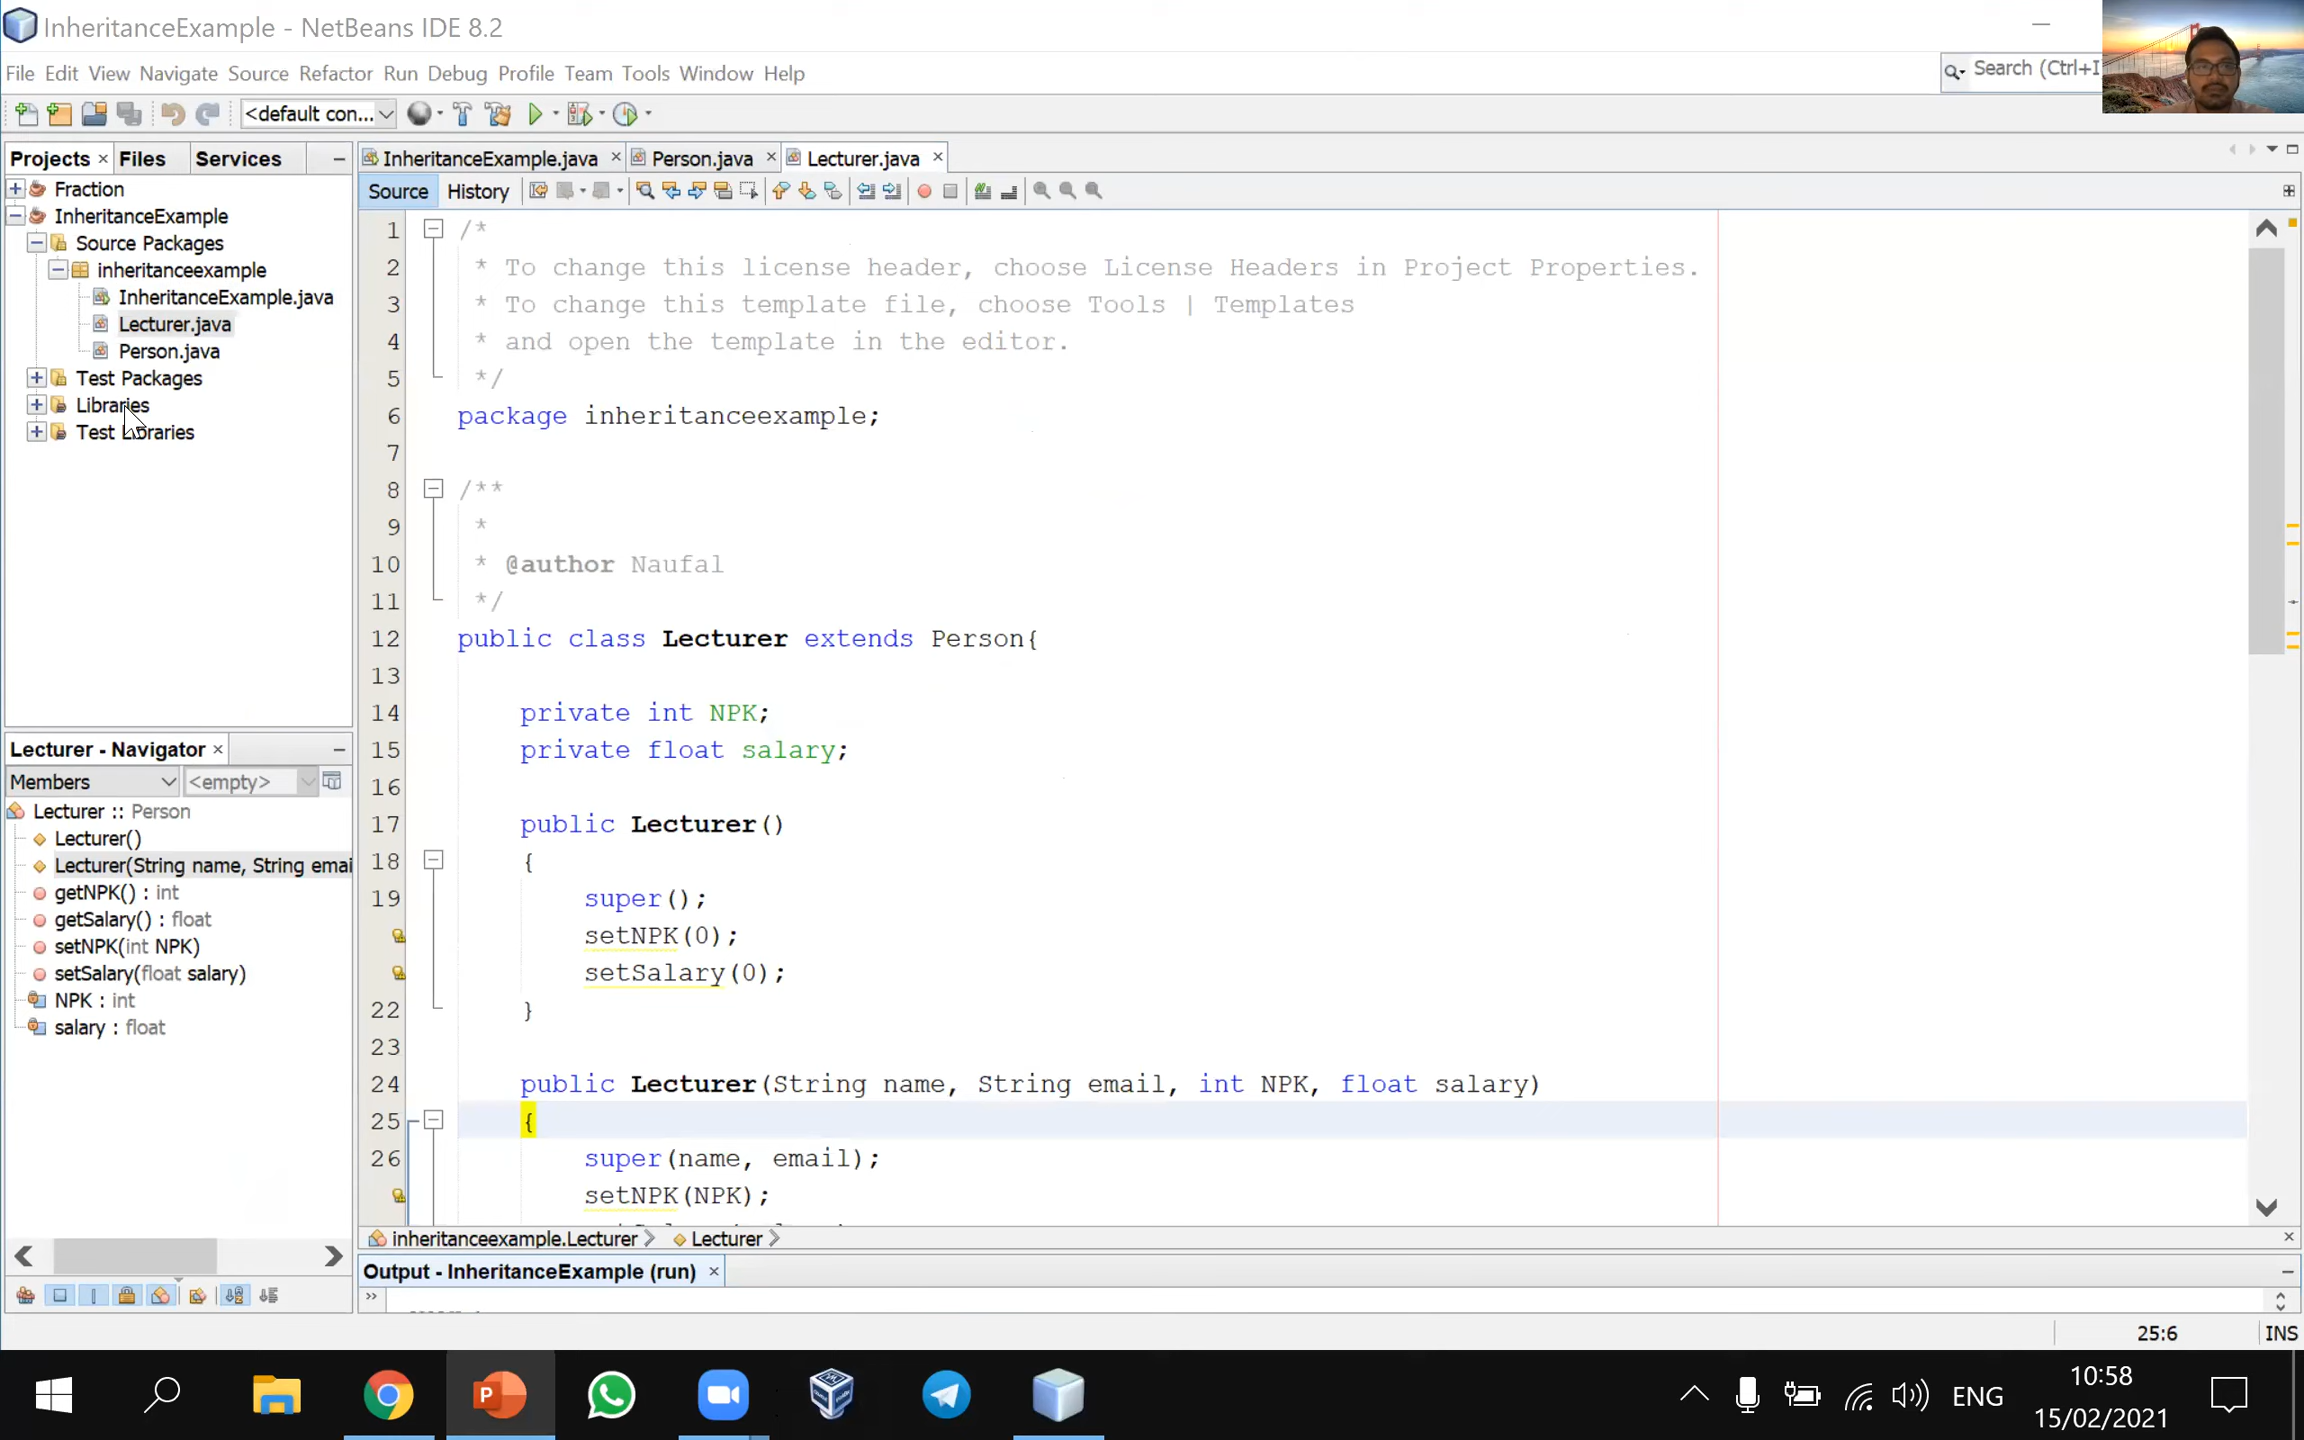 InheritanceExample - NetBeans IDE 8.2
File Edit View Navigate Source Refactor Run Debug Profile Team Tools Window Help
Search (Ctrl+I
<default con...
Projects Files Services
Fraction
InheritanceExample
Source Packages
inheritanceexample
InheritanceExample.java
Lecturer.java
Person.java
Test Packages
Libraries
Test Libraries
Lecturer - Navigator
Members <empty>
Lecturer :: Person
Lecturer()
Lecturer(String name, String emai
getNPK() : int
getSalary() : float
setNPK(int NPK)
setSalary(float salary)
NPK : int
salary : float
InheritanceExample.java Person.java Lecturer.java
Source History
1 /*
2 * To change this license header, choose License Headers in Project Properties.
3 * To change this template file, choose Tools | Templates
4 * and open the template in the editor.
5 */
6 package inheritanceexample;
7
8 /**
9 *
10 * @author Naufal
11 */
12 public class Lecturer extends Person{
13
14 private int NPK;
15 private float salary;
16
17 public Lecturer()
18 {
19 super();
setNPK(0);
setSalary(0);
22 }
23
24 public Lecturer(String name, String email, int NPK, float salary)
25 {
26 super(name, email);
setNPK(NPK);
inheritanceexample.Lecturer Lecturer
Output - InheritanceExample (run)
25:6 INS
ENG
10:58
15/02/2021